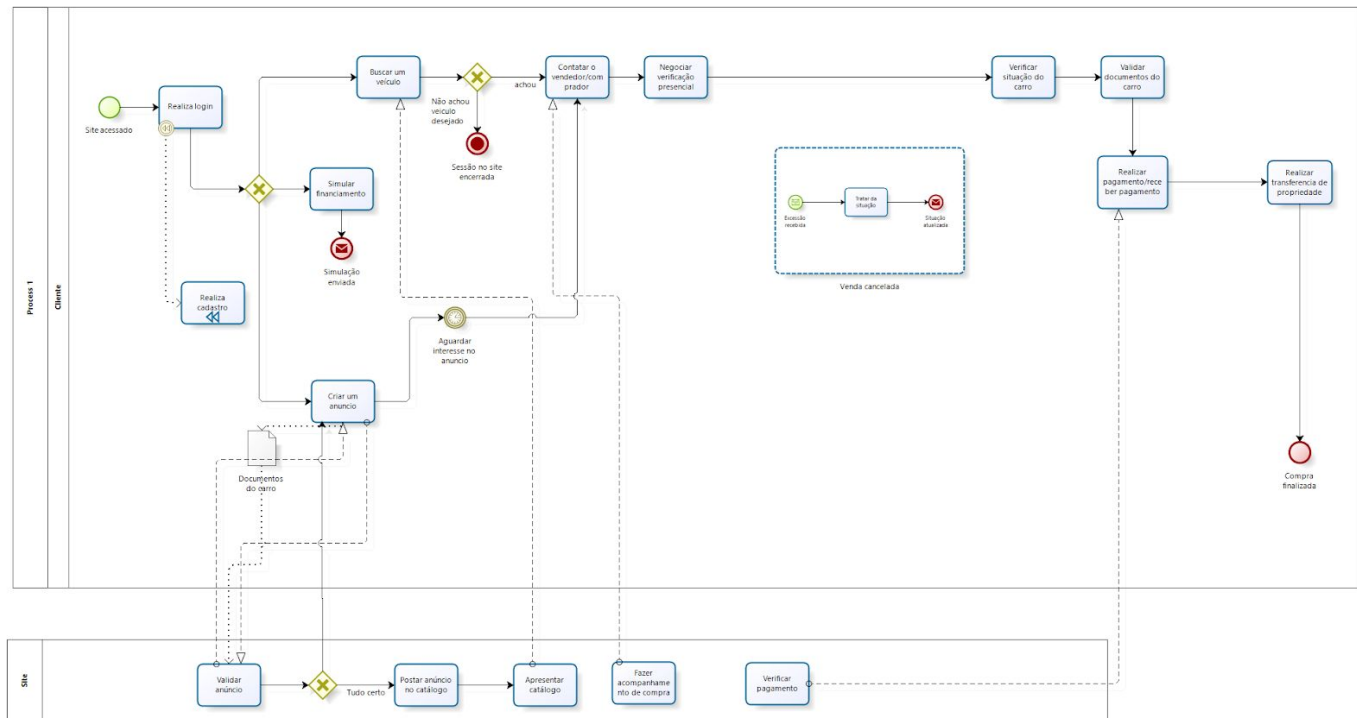 Process 1
Cliente
Site acessado
Realiza login
Realiza
cadastro
Buscar um
veículo
Não achou
veiculo
desejado
achou
Sessão no site
encerrada
Simular
financiamento
Simulação
enviada
Contatar o
vendedor/com
prador
Negociar
verificação
presencial
Verificar
situação do
carro
Validar
documentos do
carro
Excessão
recebida
Tratar da
situação
Situação
atualizada
Venda cancelada
Realizar
pagamento/rece
ber pagamento
Realizar
transferencia de
propriedade
Aguardar
interesse no
anuncio
Criar um
anuncio
Documentos
do carro
Compra
finalizada
Site
Validar
anúncio
Tudo certo
Postar anúncio
no catálogo
Apresentar
catálogo
Fazer
acompanhame
nto de compra
Verificar
pagamento